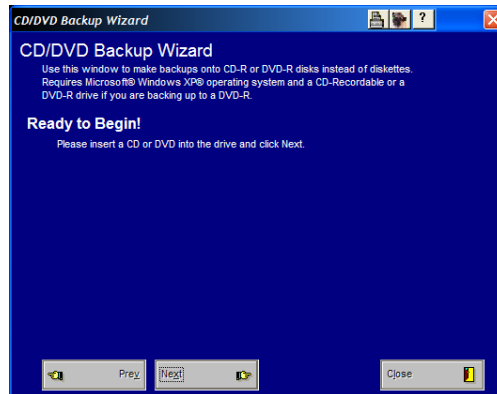 CD/DVD Backup Wizard
?
CD/DVD Backup Wizard
Use this window to make backups onto CD-R or DVD-R disks instead of diskettes.
Requires Microsoft® Windows XP® operating system and a CD-Recordable or a
DVD-R drive if you are backing up to a DVD-R.
Ready to Begin!
Please insert a CD or DVD into the drive and click Next.
Prev Next Close